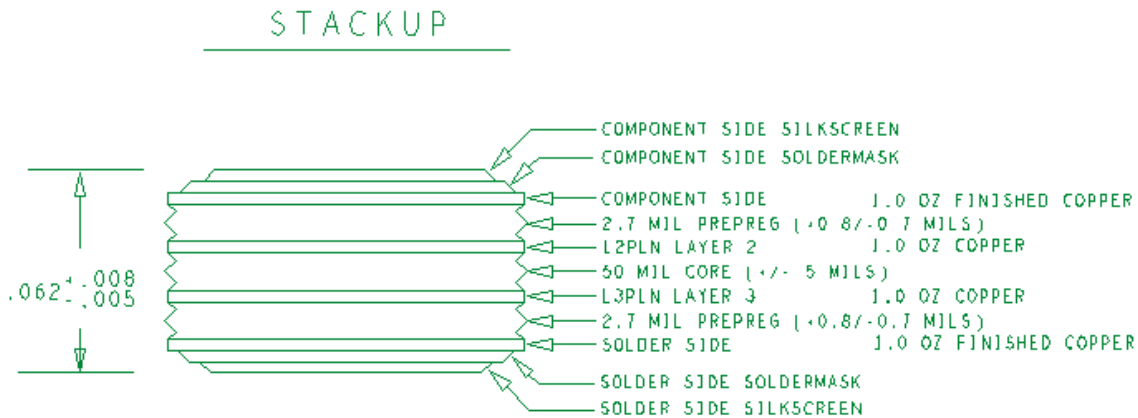 STACKUP
COMPONENT SIDE SILKSCREEN
COMPONENT SIDE SOLDERMASK
COMPONENT SIDE 1.0 OZ FINISHED COPPER
2.7 MIL PREPREG (+0.8/-0.7 MILS)
L2PLN LAYER 2 1.0 OZ COPPER
50 MIL CORE (+/- 5 MILS)
.062 + .008
- .005
L3PLN LAYER 3 1.0 OZ COPPER
2.7 MIL PREPREG (+0.8/-0.7 MILS)
SOLDER SIDE 1.0 OZ FINISHED COPPER
SOLDER SIDE SOLDERMASK
SOLDER SIDE SILKSCREEN